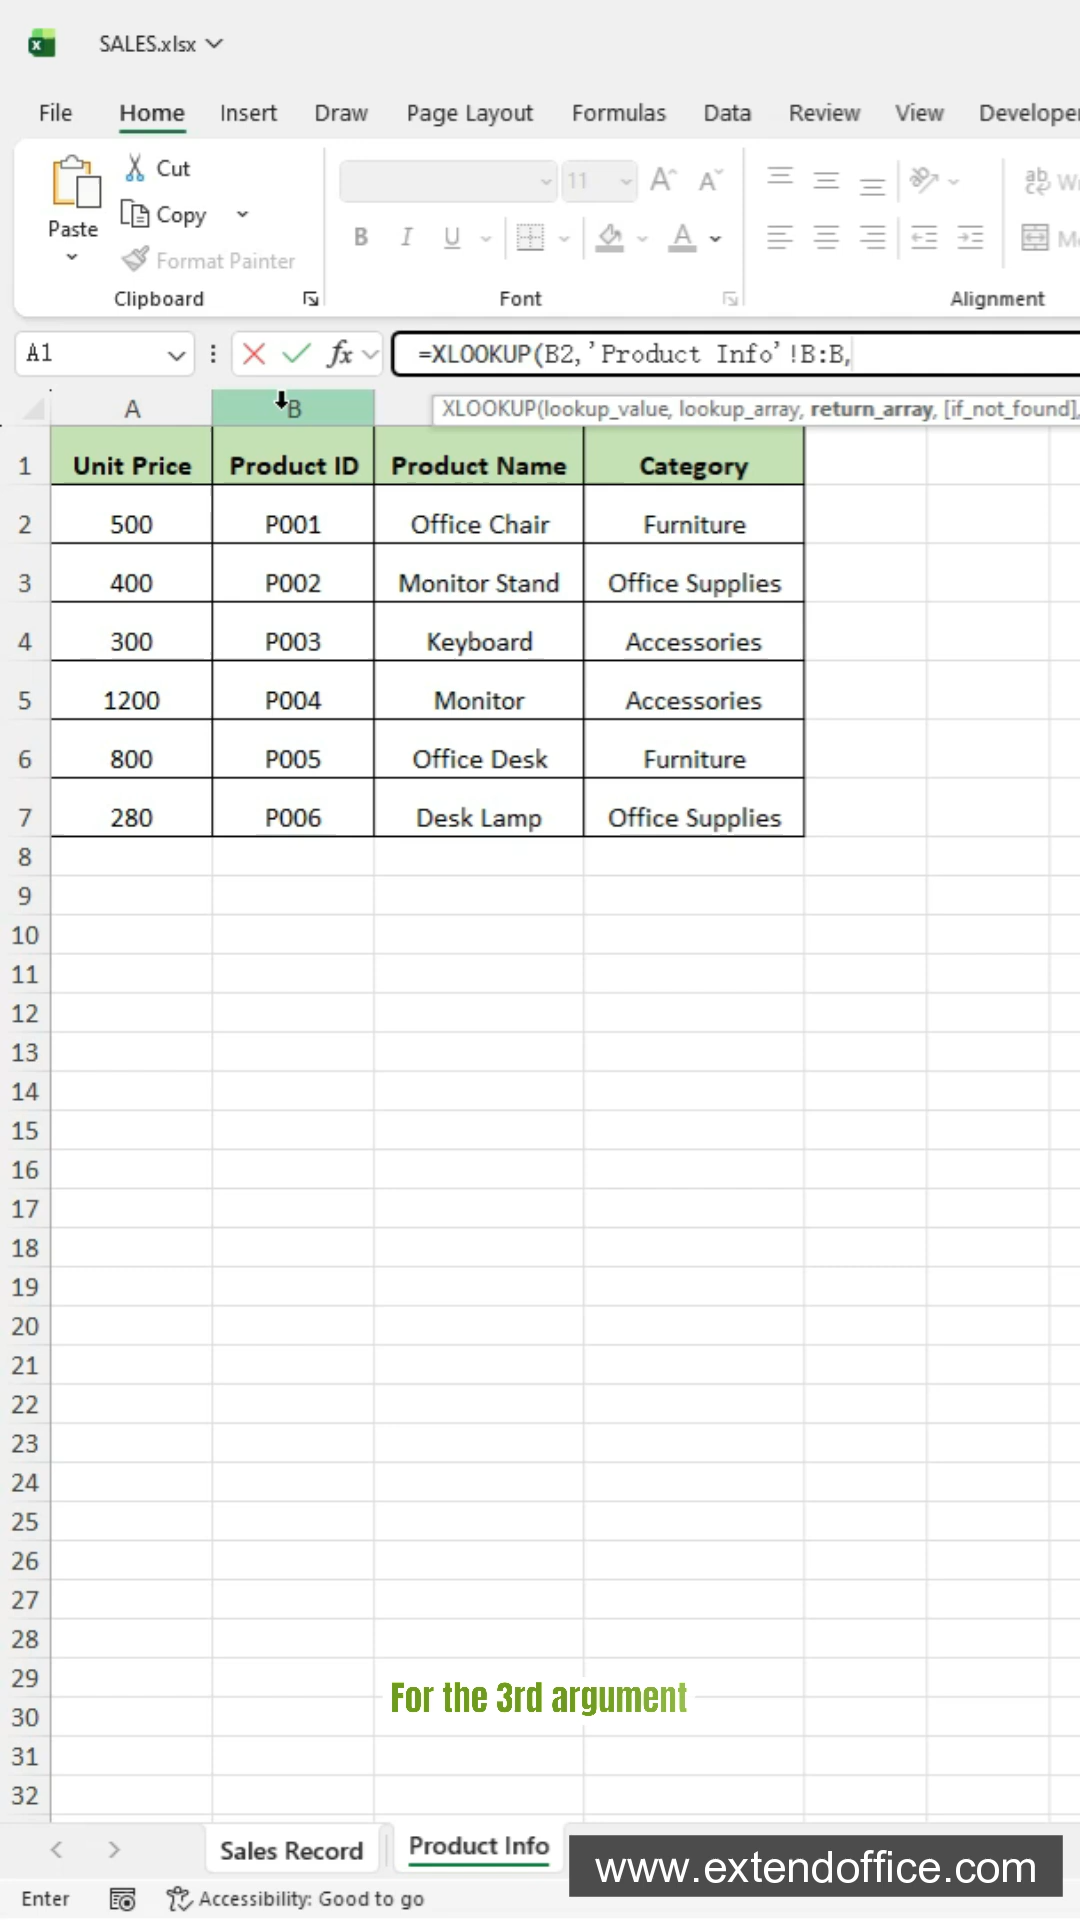 SALES.xlsx
File Home Insert Draw Page Layout Formulas Data Review View Developer
Paste
Cut
Copy
Format Painter
Clipboard
11
A A
B I U A
Font
ab
Alignment
A1 fx =XLOOKUP(B2,'Product Info'!B:B,
XLOOKUP(lookup_value, lookup_array, return_array, [if_not_found],
A B
1 Unit Price Product ID Product Name Category
2 500 P001 Office Chair Furniture
3 400 P002 Monitor Stand Office Supplies
4 300 P003 Keyboard Accessories
5 1200 P004 Monitor Accessories
6 800 P005 Office Desk Furniture
7 280 P006 Desk Lamp Office Supplies
8
9
10
11
12
13
14
15
16
17
18
19
20
21
22
23
24
25
26
27
28
29
For the 3rd argument
30
31
32
Sales Record Product Info
www.extendoffice.com
Enter Accessibility: Good to go